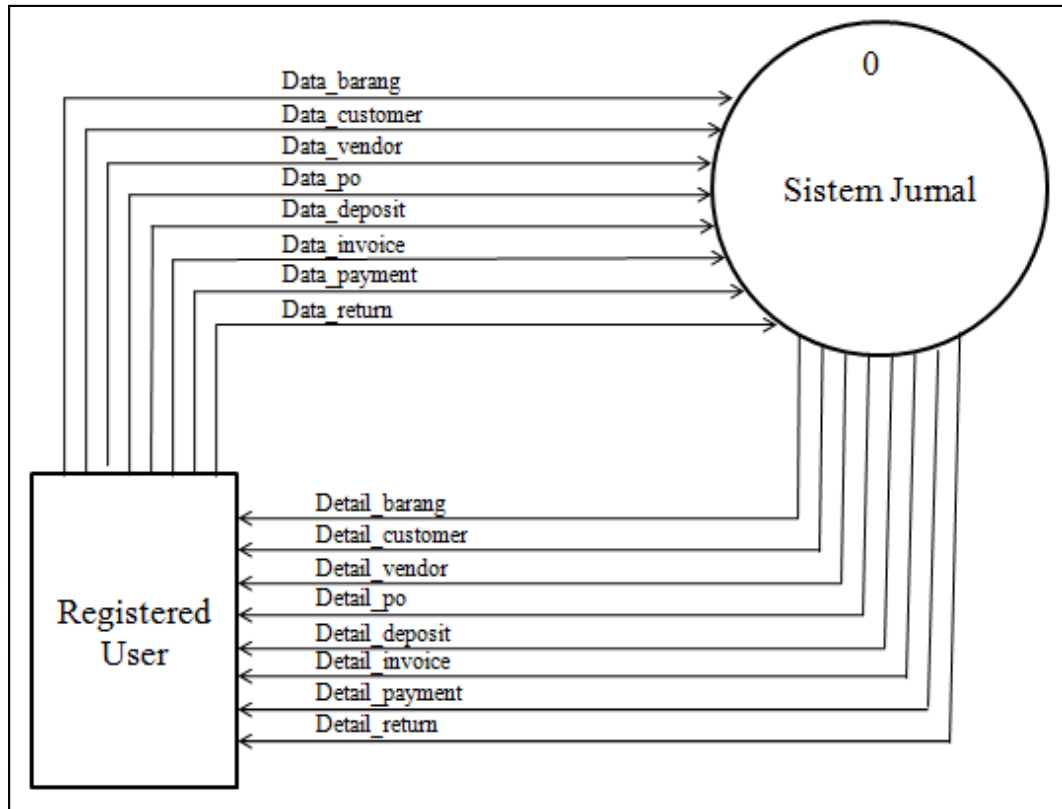 0
Sistem Jurnal
Data_barang
Data_customer
Data_vendor
Data_po
Data_deposit
Data_invoice
Data_payment
Data_return
Registered
User
Detail_barang
Detail_customer
Detail_vendor
Detail_po
Detail_deposit
Detail_invoice
Detail_payment
Detail_return